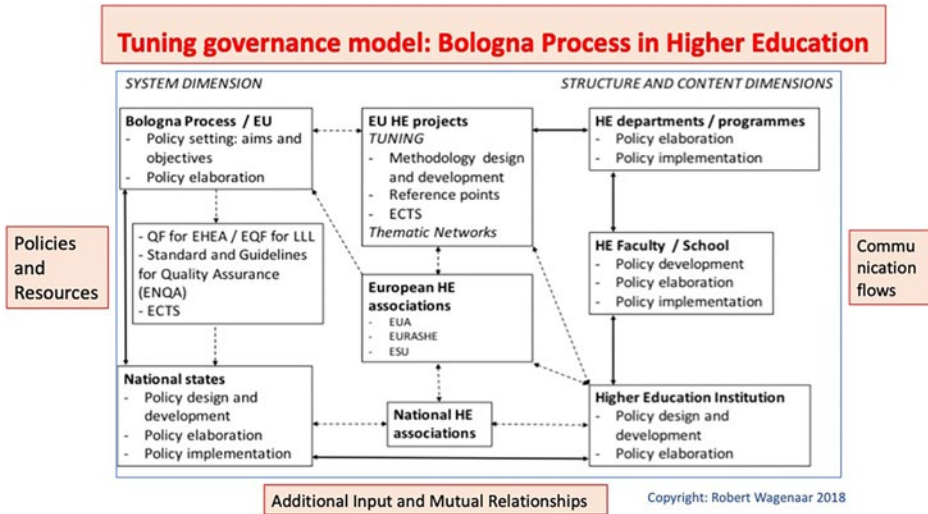 Tuning governance model: Bologna Process in Higher Education
SYSTEM DIMENSION
STRUCTURE AND CONTENT DIMENSIONS
Bologna Process / EU
- Policy setting: aims and
objectives
- Policy elaboration
EU HE projects
TUNING
- Methodology design
and development
- Reference points
- ECTS
Thematic Networks
HE departments / programmes
- Policy elaboration
- Policy implementation
Policies
and
Resources
- QF for EHEA / EQF for LLL
- Standard and Guidelines
for Quality Assurance
(ENQA)
- ECTS
European HE
associations
- EUA
- EURASHE
- ESU
HE Faculty / School
- Policy development
- Policy elaboration
- Policy implementation
Commu
nication
flows
National states
- Policy design and
development
- Policy elaboration
- Policy implementation
National HE
associations
Higher Education Institution
- Policy design and
development
- Policy elaboration
Additional Input and Mutual Relationships
Copyright: Robert Wagenaar 2018